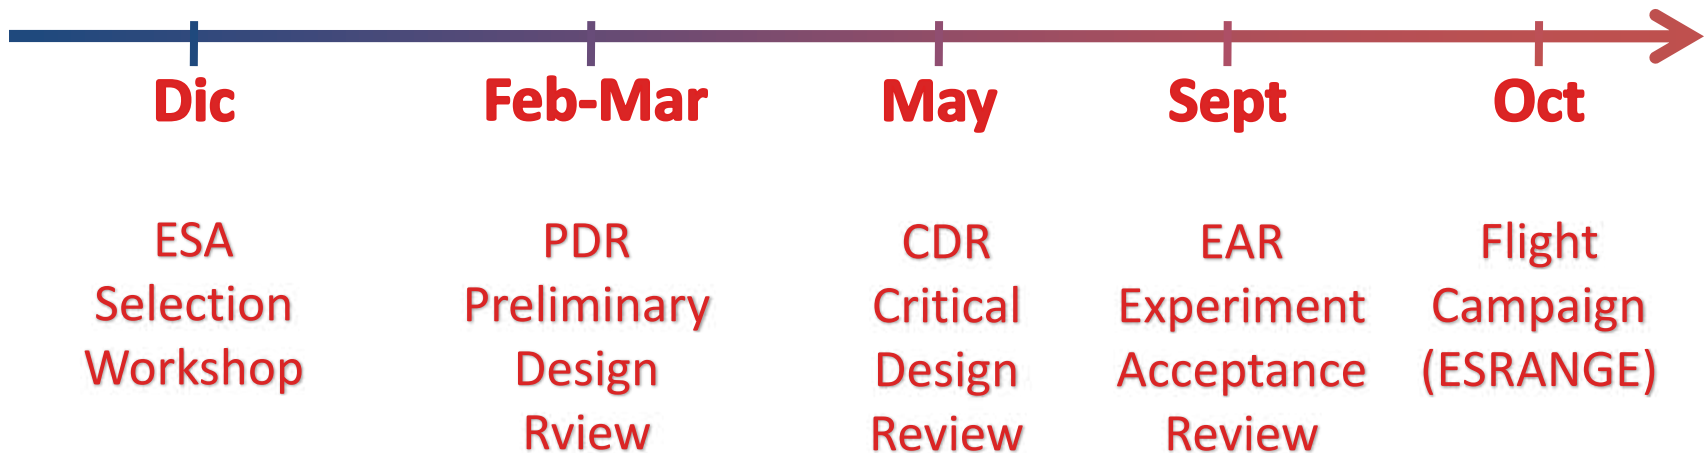 Dic
Feb-Mar
May
Sept
Oct
ESA
Selection
Workshop
PDR
Preliminary
Design
Rview
CDR
Critical
Design
Review
EAR
Experiment
Acceptance
Review
Flight
Campaign
(ESRANGE)